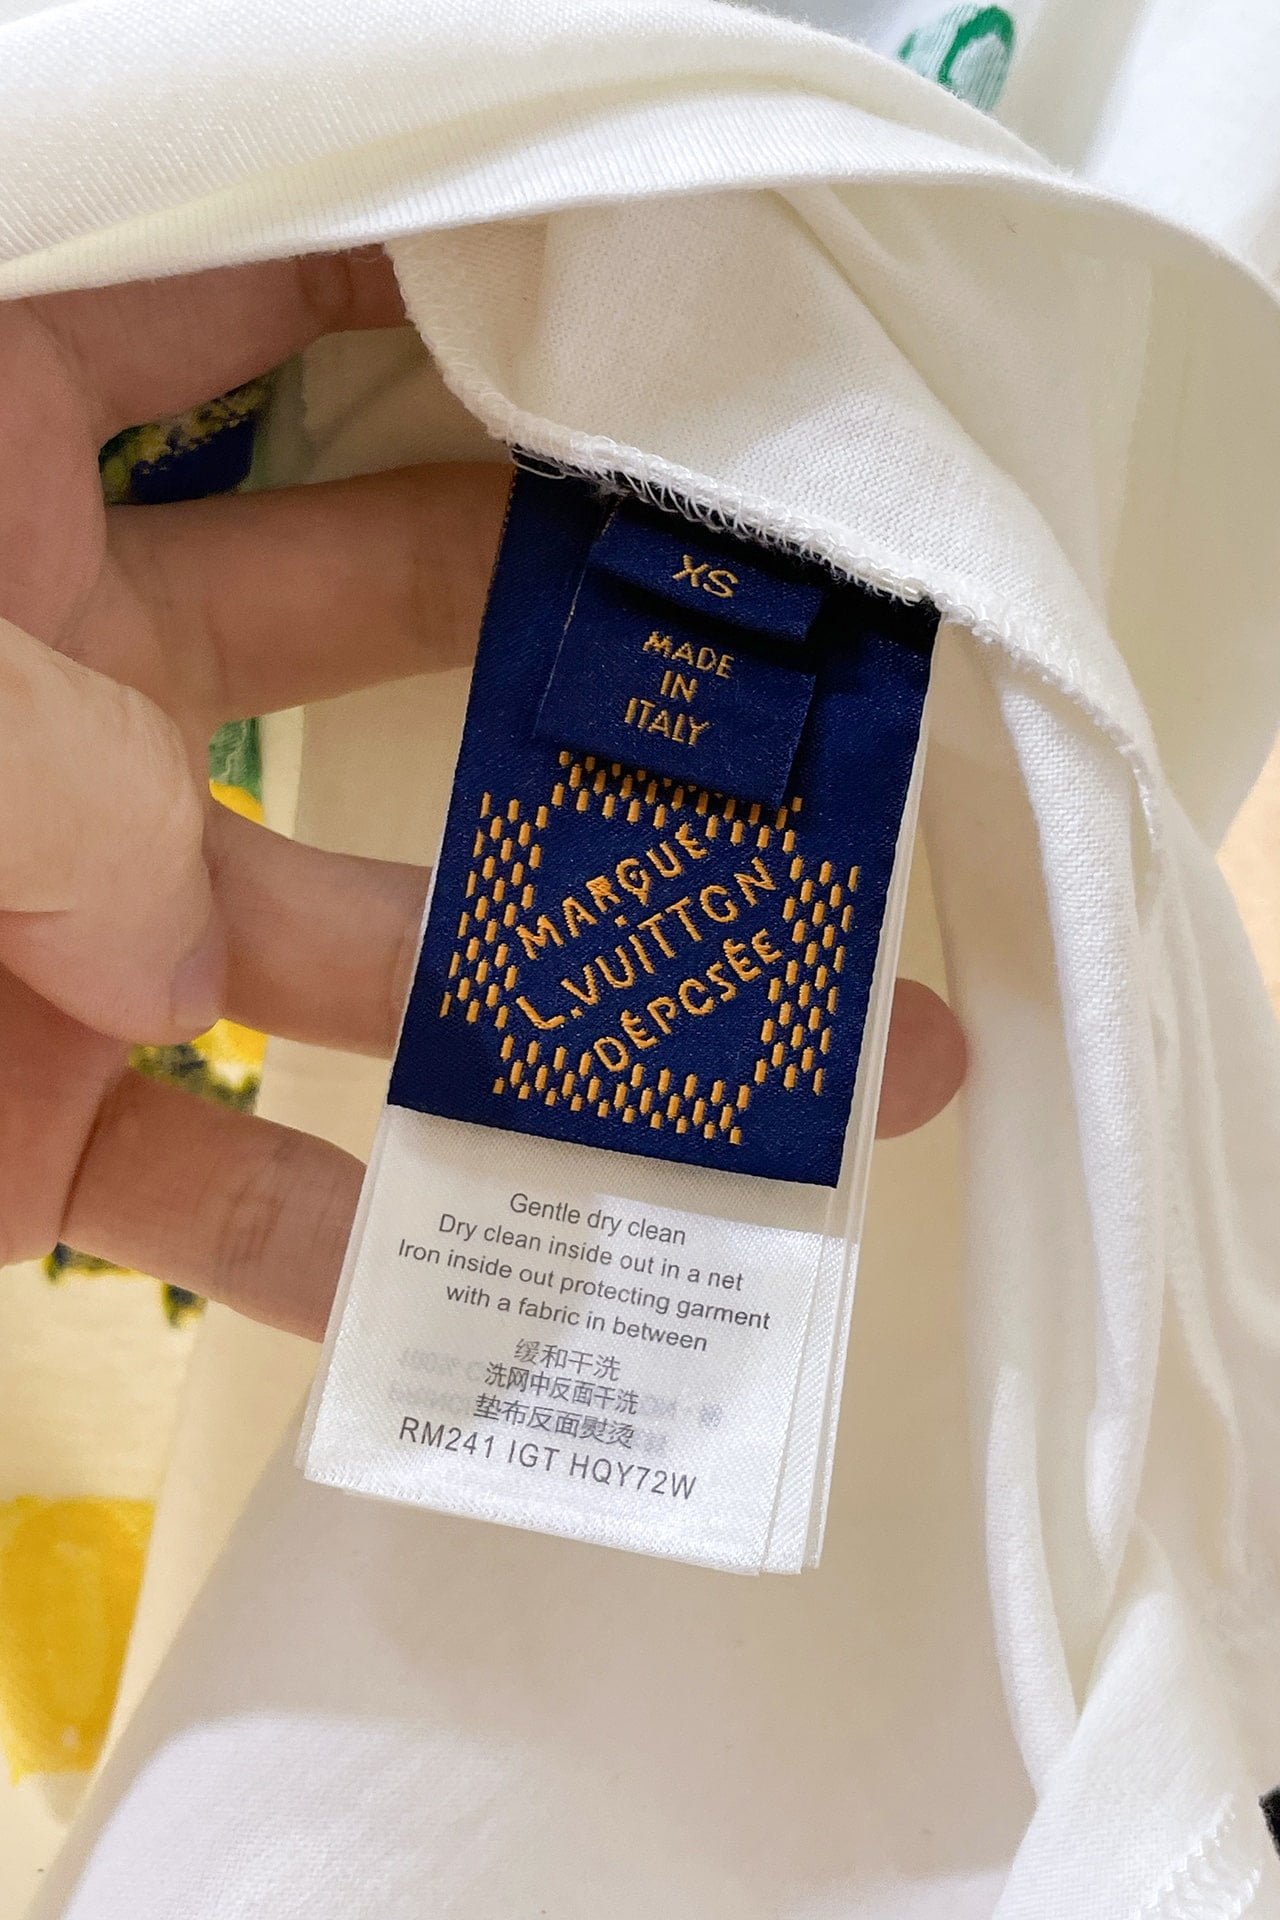 XS
MADE
IN
ITALY
MARQUE
L.VUITTON
DÉPOSÉE
Gentle dry clean
Dry clean inside out in a net
Iron inside out protecting garment
with a fabric in between
缓和干洗
洗网中反面干洗
垫布反面熨烫
RM241 IGT HQY72W